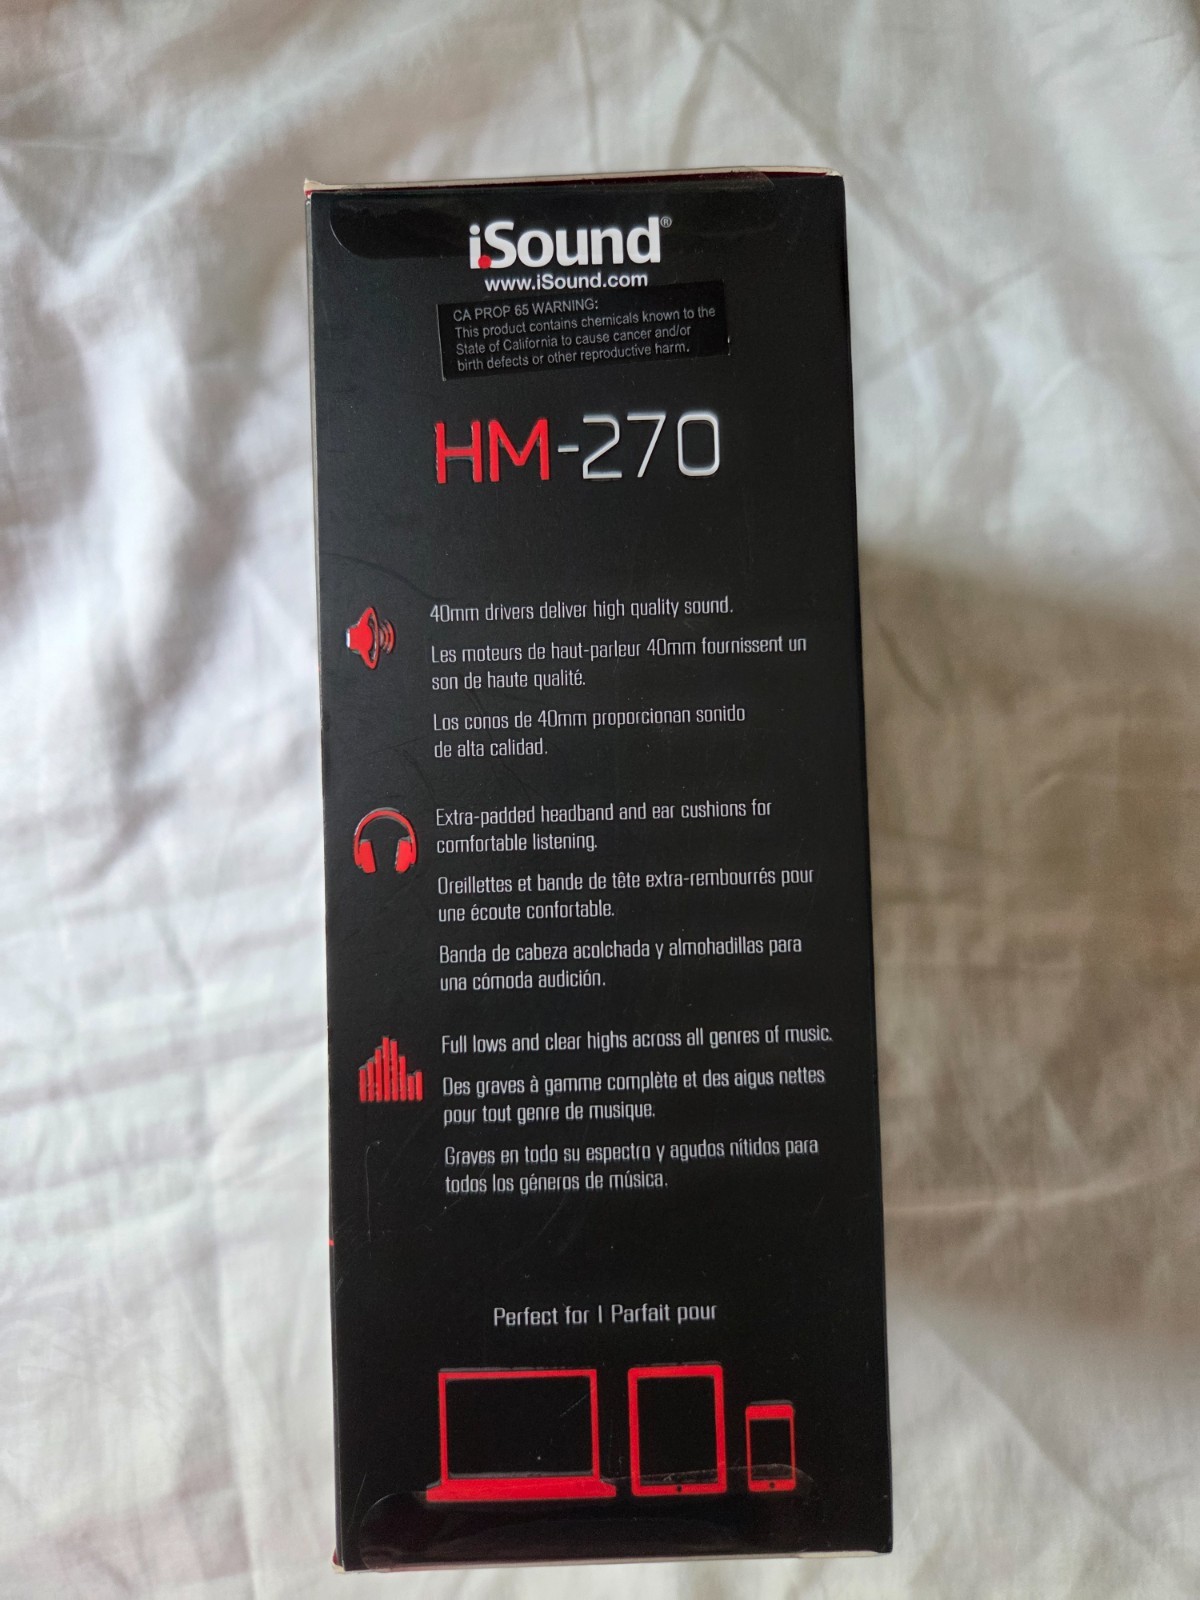 iSound®
www.iSound.com
CA PROP 65 WARNING:
This product contains chemicals known to the
State of California to cause cancer and/or
birth defects or other reproductive harm.
HM-270
40mm drivers deliver high quality sound.
Les moteurs de haut-parleur 40mm fournissent un
son de haute qualité.
Los conos de 40mm proporcionan sonido
de alta calidad.
Extra-padded headband and ear cushions for
comfortable listening.
Oreillettes et bande de tête extra-rembourrés pour
une écoute confortable.
Banda de cabeza acolchada y almohadillas para
una cómoda audición.
Full lows and clear highs across all genres of music.
Des graves à gamme complète et des aigus nettes
pour tout genre de musique.
Graves en todo su espectro y agudos nítidos para
todos los géneros de música.
Perfect for | Parfait pour